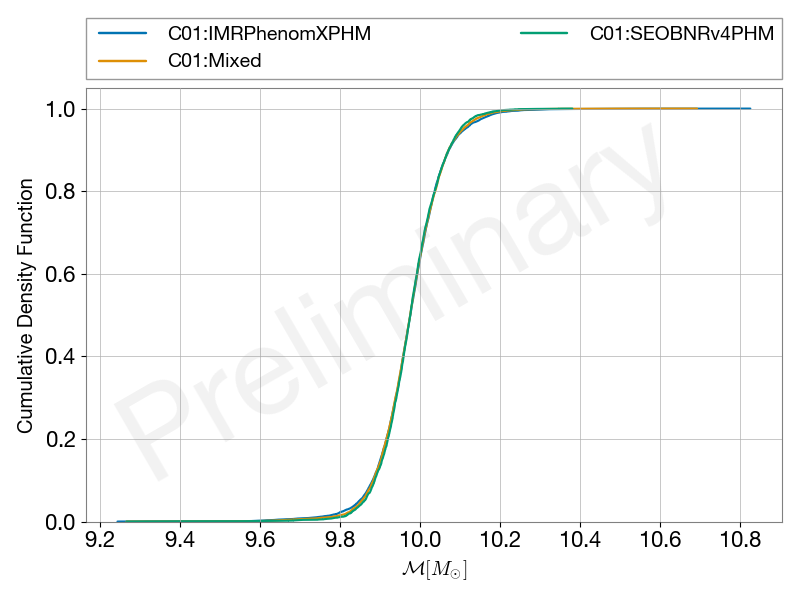 C01:IMRPhenomXPHM
C01:Mixed
C01:SEOBNRv4PHM
Preliminary
Cumulative Density Function
1.0
0.8
0.6
0.4
0.2
0.0
9.2 9.4 9.6 9.8 10.0 10.2 10.4 10.6 10.8
ℳ[M⊙]